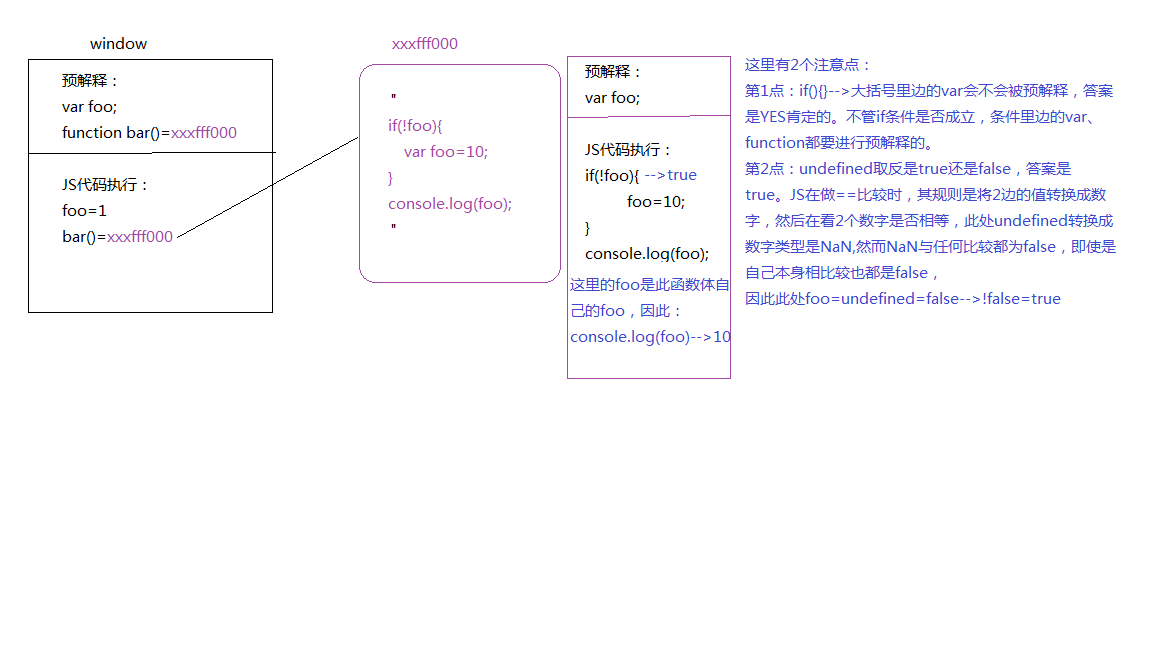 window
预解释：
var foo;
function bar()=xxxfff000
JS代码执行：
foo=1
bar()=xxxfff000
xxxfff000
"
if(!foo){
var foo=10;
}
console.log(foo);
"
预解释：
var foo;
JS代码执行：
if(!foo){ -->true
foo=10;
}
console.log(foo);
这里的foo是此函数体自
己的foo，因此：
console.log(foo)-->10
这里有2个注意点：
第1点：if(){}-->大括号里边的var会不会被预解释，答案
是YES肯定的。不管if条件是否成立，条件里边的var、
function都要进行预解释的。
第2点：undefined取反是true还是false，答案是
true。JS在做==比较时，其规则是将2边的值转换成数
字，然后在看2个数字是否相等，此处undefined转换成
数字类型是NaN,然而NaN与任何比较都为false，即使是
自己本身相比较也都是false，
因此此处foo=undefined=false-->!false=true